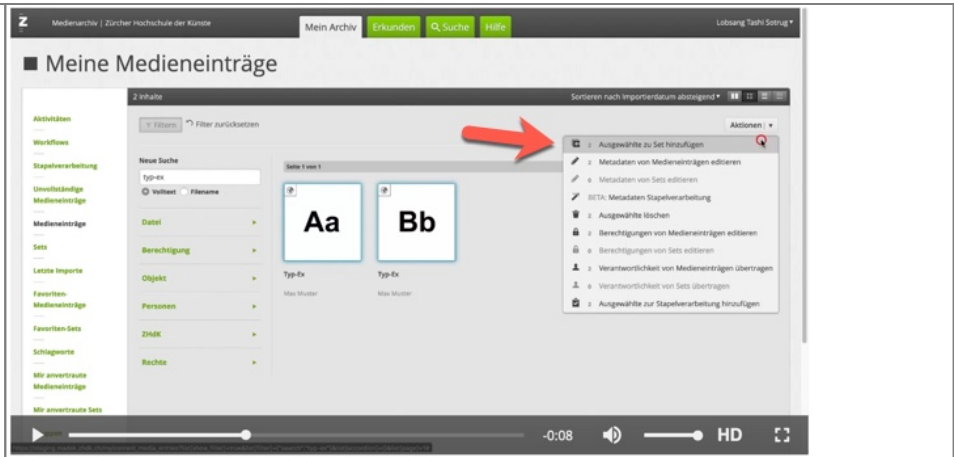 Z
Medienarchiv | Zürcher Hochschule der Künste
Mein Archiv
Erkunden
Suche
Hilfe
Lobsang Tashi Sotrug
Meine Medieneinträge
2 Inhalte
Sortieren nach Importierdatum absteigend
Filtern
Filter zurücksetzen
Aktionen
Aktivitäten
Workflows
Stapelverarbeitung
Unvollständige
Medieneinträge
Medieneinträge
Sets
Letzte Importe
Favoriten-
Medieneinträge
Favoriten-Sets
Schlagworte
Mir anvertraute
Medieneinträge
Mir anvertraute Sets
Neue Suche
typ-ex
Volltext
Filename
Datei
Berechtigung
Objekt
Personen
ZHdK
Rechte
Seite 1 von 1
Aa
Bb
Typ-Ex
Typ-Ex
Max Muster
Max Muster
2 Ausgewählte zu Set hinzufügen
2 Metadaten von Medieneinträgen editieren
0 Metadaten von Sets editieren
BETA: Metadaten Stapelverarbeitung
2 Ausgewählte löschen
2 Berechtigungen von Medieneinträgen editieren
0 Berechtigungen von Sets editieren
2 Verantwortlichkeit von Medieneinträgen übertragen
0 Verantwortlichkeit von Sets übertragen
2 Ausgewählte zur Stapelverarbeitung hinzufügen
-0:08
HD